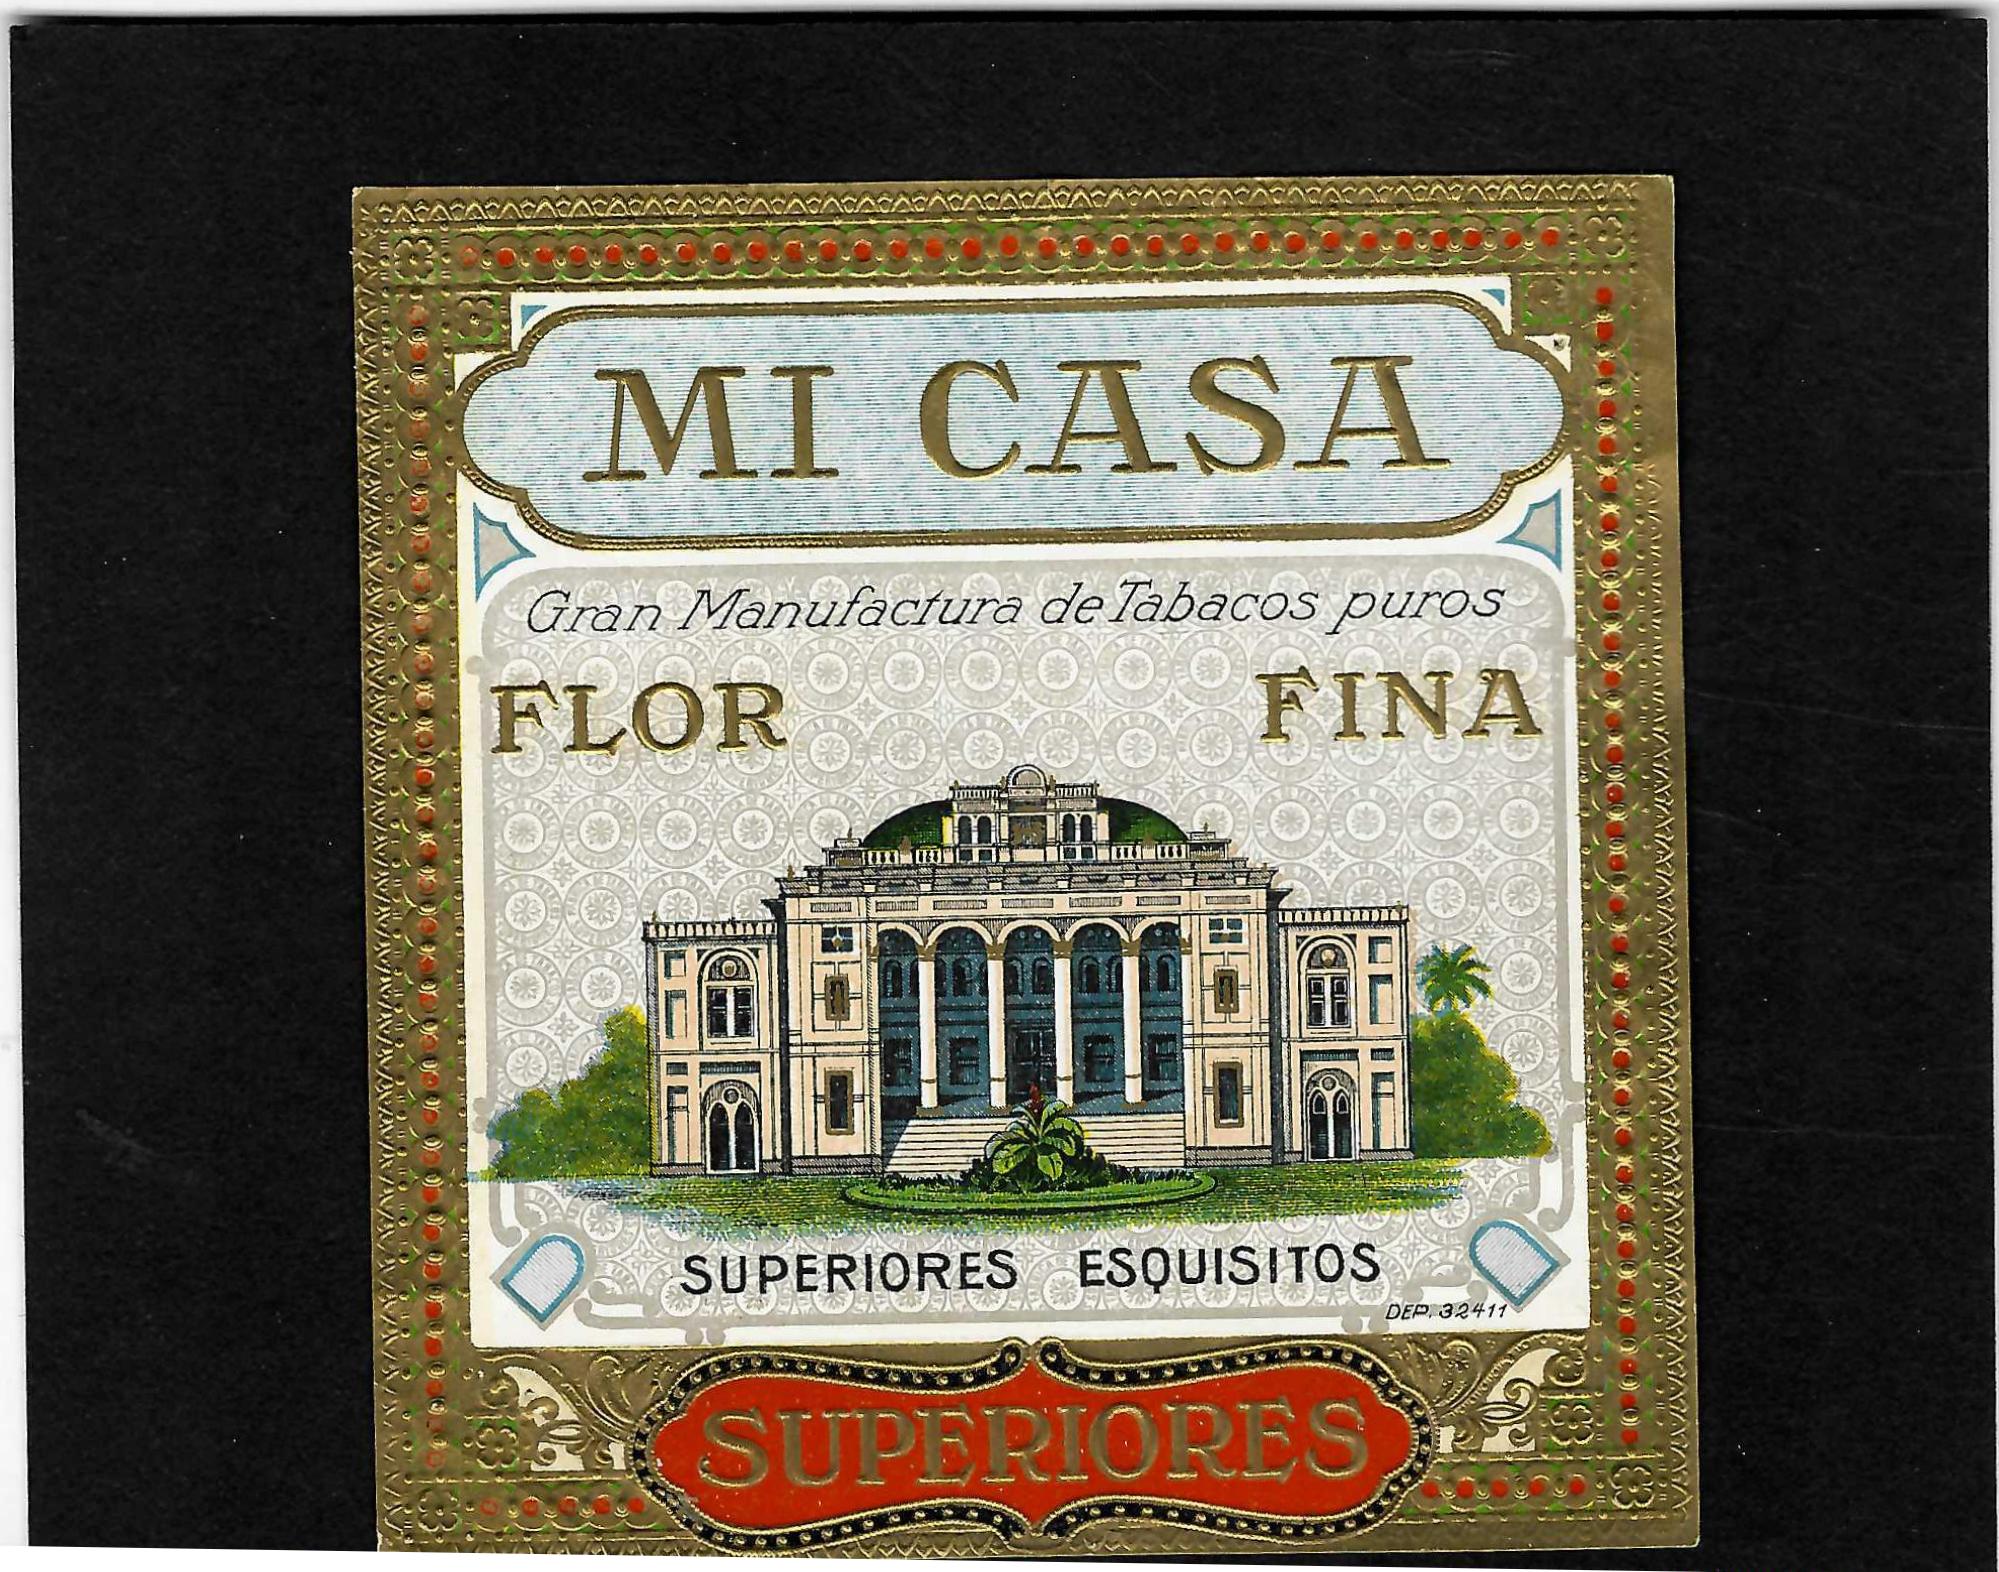 MI CASA
Gran Manufactura de Tabacos puros
FLOR FINA
SUPERIORES ESQUISITOS
DEP. 32411
SUPERIORES